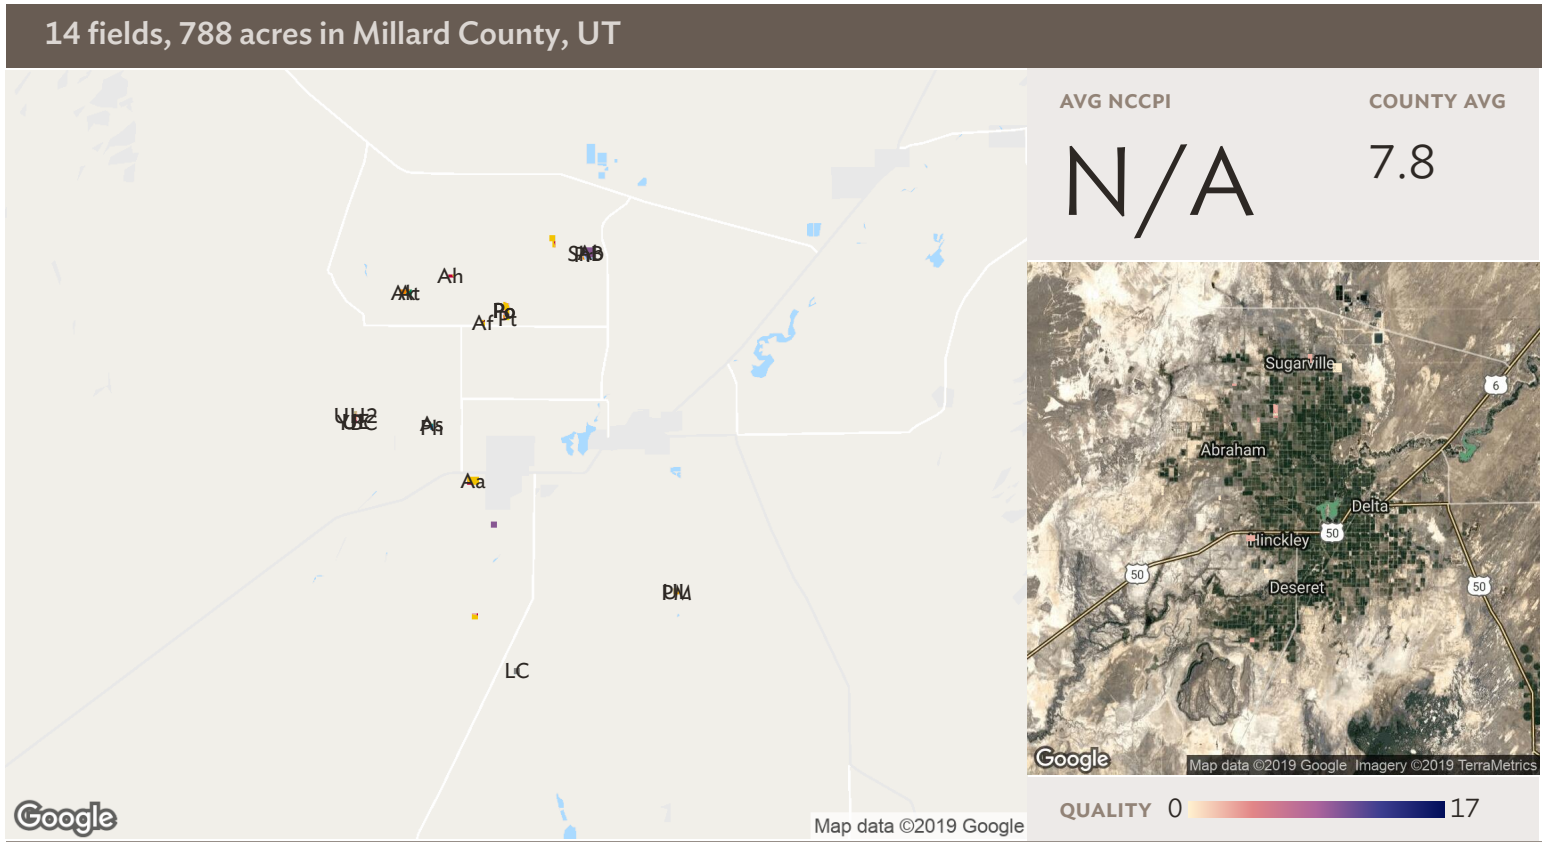 14 fields, 788 acres in Millard County, UT
AVG NCCPI
COUNTY AVG
N/A
7.8
Ah
Af
Pt
Aa
LC
Sugarville
6
Abraham
Delta
50
Hinckley
50
Deseret
50
Google
Map data ©2019 Google
Google
Map data ©2019 Google Imagery ©2019 TerraMetrics
QUALITY 0 17